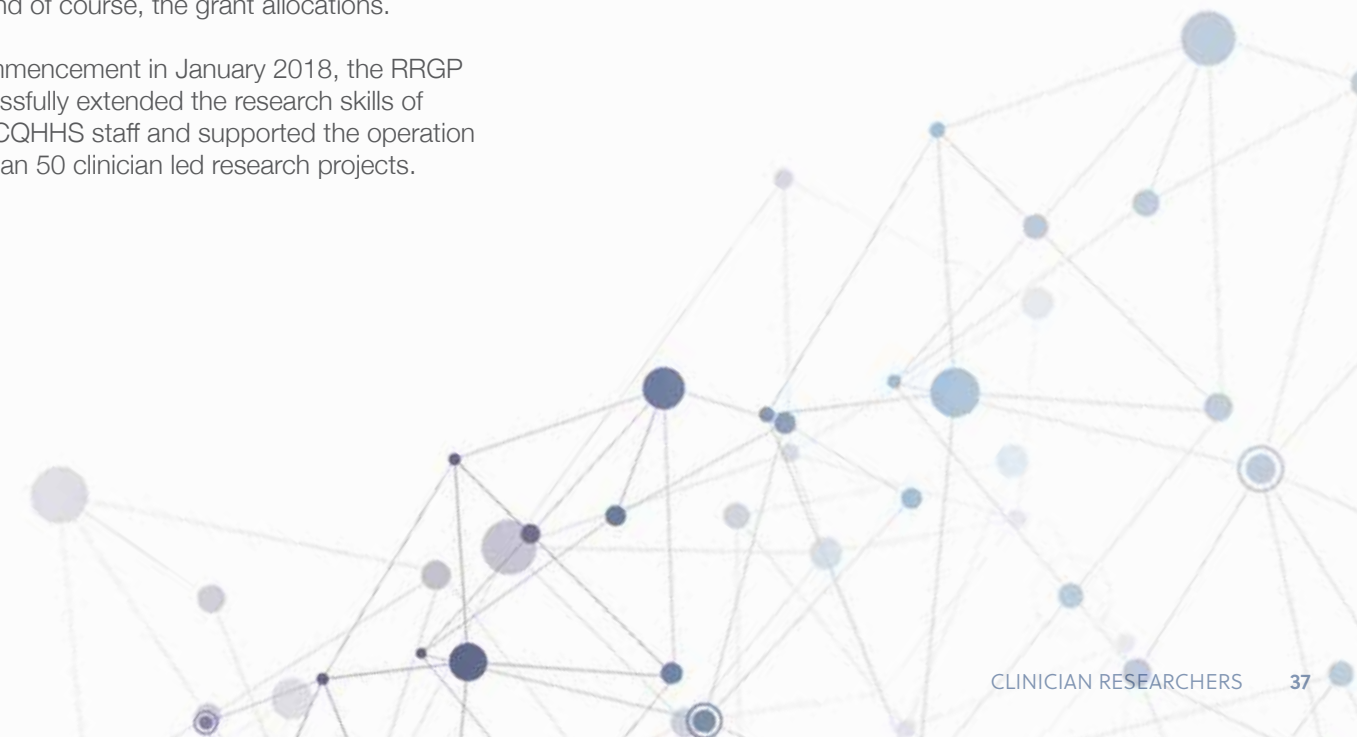 nd of course, the grant allocations.
mmencement in January 2018, the RRGP
ssfully extended the research skills of
CQHHS staff and supported the operation
an 50 clinician led research projects.
CLINICIAN RESEARCHERS 37